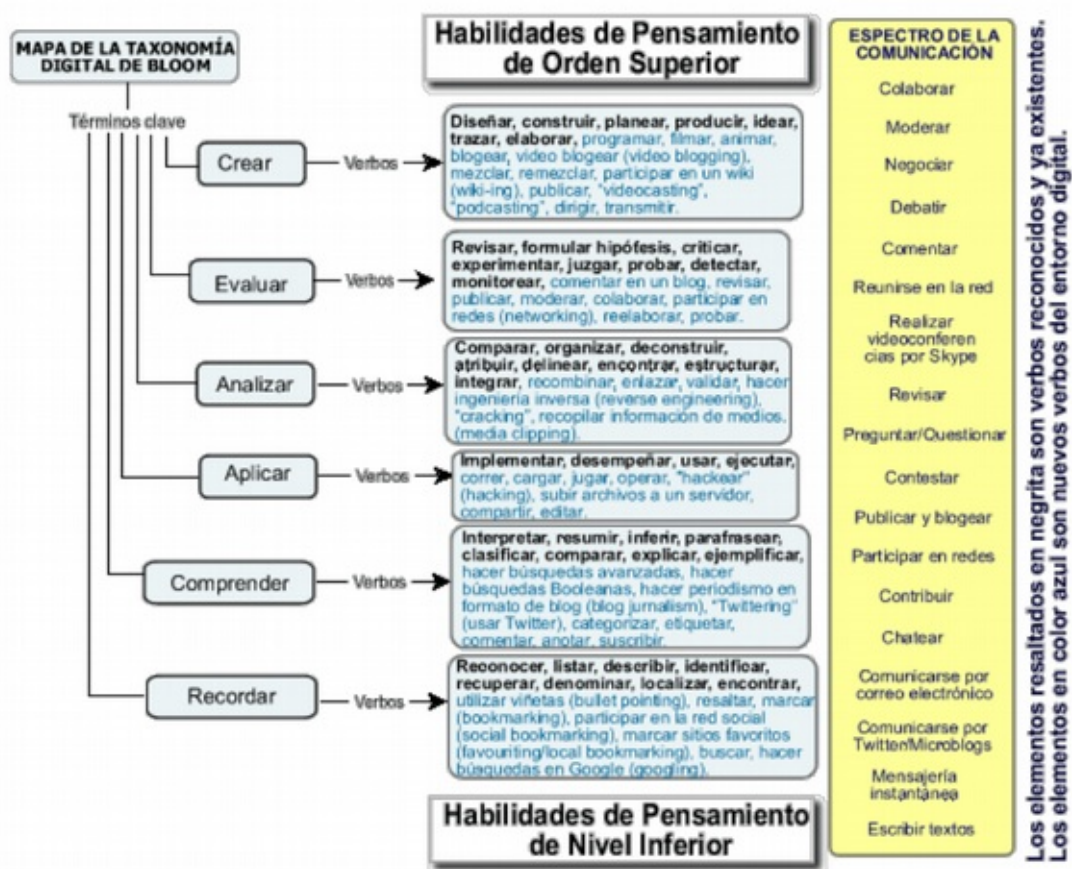 MAPA DE LA TAXONOMÍA
DIGITAL DE BLOOM
Términos clave
Habilidades de Pensamiento
de Orden Superior
Crear
Verbos
Diseñar, construir, planear, producir, idear,
trazar, elaborar, programar, filmar, animar,
blogear, video blogear (video blogging),
mezclar, remezclar, participar en un wiki
(wiki-ing), publicar, "videocasting",
"podcasting", dirigir, transmitir.
Evaluar
Verbos
Revisar, formular hipótesis, criticar,
experimentar, juzgar, probar, detectar,
monitorear, comentar en un blog, revisar,
publicar, moderar, colaborar, participar en
redes (networking), reelaborar, probar.
Analizar
Verbos
Comparar, organizar, deconstruir,
atribuir, delinear, encontrar, estructurar,
integrar, recombinar, enlazar, validar, hacer
ingeniería inversa (reverse engineering),
"cracking", recopilar información de medios.
(media clipping).
Aplicar
Verbos
Implementar, desempeñar, usar, ejecutar,
correr, cargar, jugar, operar, "hackear"
(hacking), subir archivos a un servidor,
compartir, editar.
Comprender
Verbos
Interpretar, resumir, inferir, parafrasear,
clasificar, comparar, explicar, ejemplificar,
hacer búsquedas avanzadas, hacer
búsquedas Booleanas, hacer periodismo en
formato de blog (blog jurnalism), "Twittering"
(usar Twitter), categorizar, etiquetar,
comentar, anotar, suscribir.
Recordar
Verbos
Reconocer, listar, describir, identificar,
recuperar, denominar, localizar, encontrar,
utilizar viñetas (bullet pointing), resaltar, marcar
(bookmarking), participar en la red social
(social bookmarking), marcar sitios favoritos
(favouriting/local bookmarking), buscar, hacer
búsquedas en Google (googling).
Habilidades de Pensamiento
de Nivel Inferior
ESPECTRO DE LA
COMUNICACIÓN
Colaborar
Moderar
Negociar
Debatir
Comentar
Reunirse en la red
Realizar
videoconferen
cias por Skype
Revisar
Preguntar/Questionar
Contestar
Publicar y blogear
Participar en redes
Contribuir
Chatear
Comunicarse por
correo electrónico
Comunicarse por
Twitter/Microblogs
Mensajería
instantánea
Escribir textos
Los elementos resaltados en negrita son verbos reconocidos y ya existentes.
Los elementos en color azul son nuevos verbos del entorno digital.